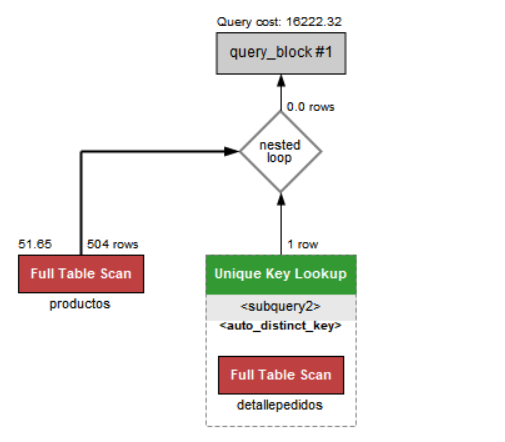 Query cost: 16222.32
query_block #1
0.0 rows
nested
loop
51.65 504 rows
1 row
Full Table Scan
Unique Key Lookup
productos
<subquery2>
<auto_distinct_key>
Full Table Scan
detallepedidos